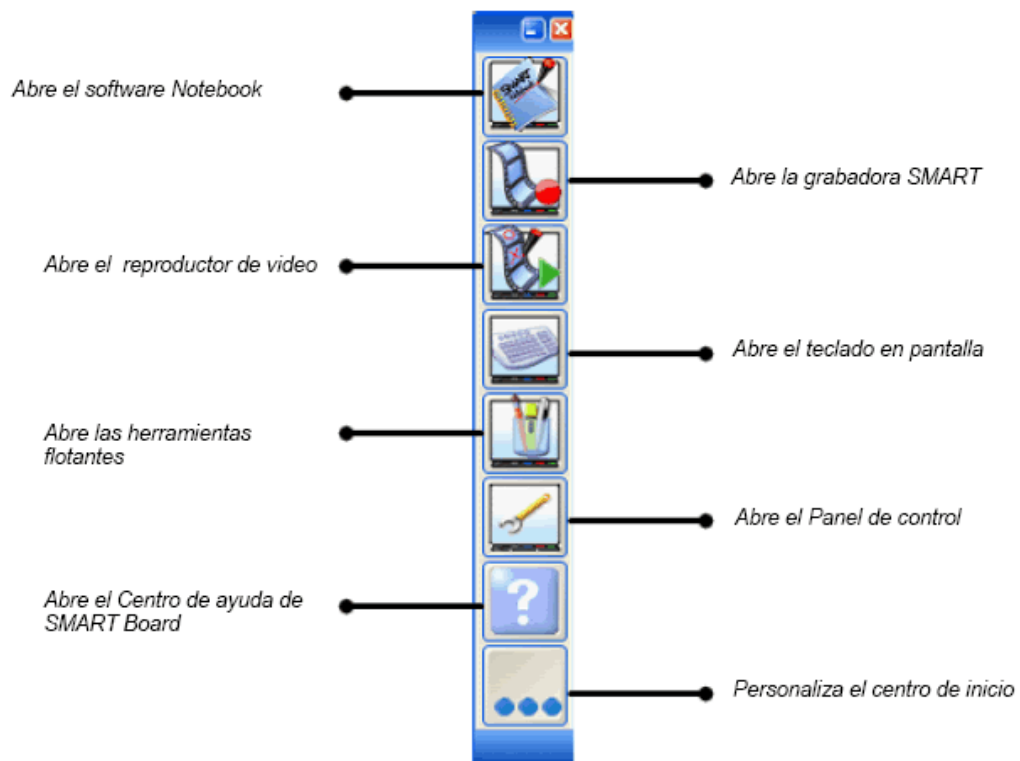 Abre el software Notebook
SMART
Abre la grabadora SMART
Abre el reproductor de video
Abre el teclado en pantalla
Abre las herramientas
flotantes
Abre el Panel de control
?
Abre el Centro de ayuda de
SMART Board
Personaliza el centro de inicio